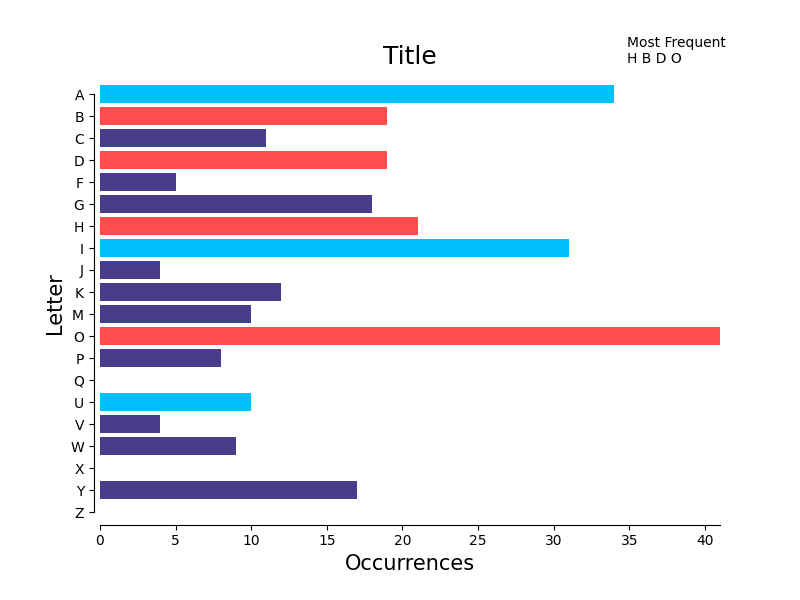 Most Frequent
H B D O
Title
Letter
A
B
C
D
F
G
H
I
J
K
M
O
P
Q
U
V
W
X
Y
Z
0 5 10 15 20 25 30 35 40
Occurrences